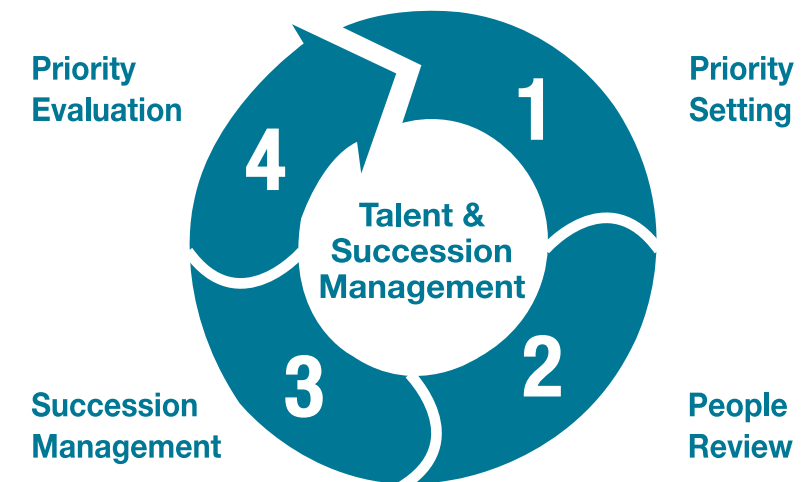 Priority
Evaluation
4
1
Priority
Setting
Talent &
Succession
Management
Succession
Management
3
2
People
Review